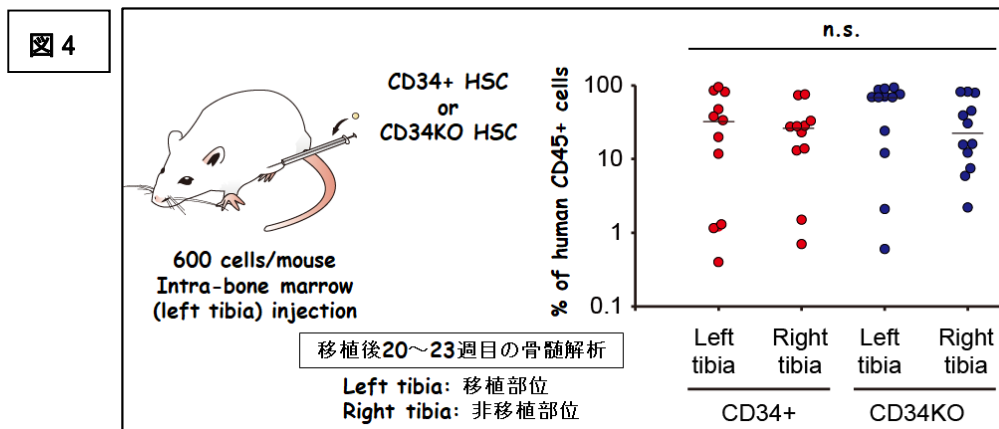 図 4
CD34+ HSC
or
CD34KO HSC
600 cells/mouse
Intra-bone marrow
(left tibia) injection
移植後20～23週目の骨髄解析
Left tibia: 移植部位
Right tibia: 非移植部位
n.s.
% of human CD45+ cells
100
10
1
0.1
Left tibia
Right tibia
Left tibia
Right tibia
CD34+
CD34KO